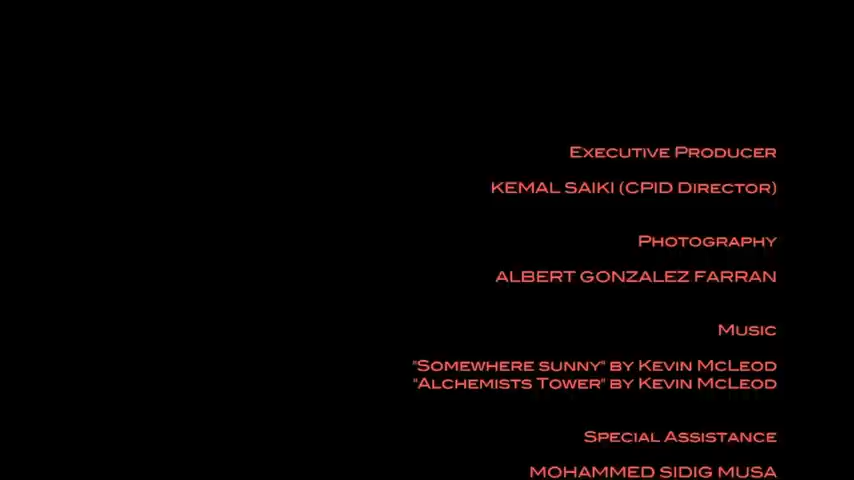 Executive Producer
KEMAL SAIKI (CPID Director)
Photography
ALBERT GONZALEZ FARRAN
Music
"Somewhere sunny" by Kevin McLeod
"Alchemists Tower" by Kevin McLeod
Special Assistance
MOHAMMED SIDIG MUSA